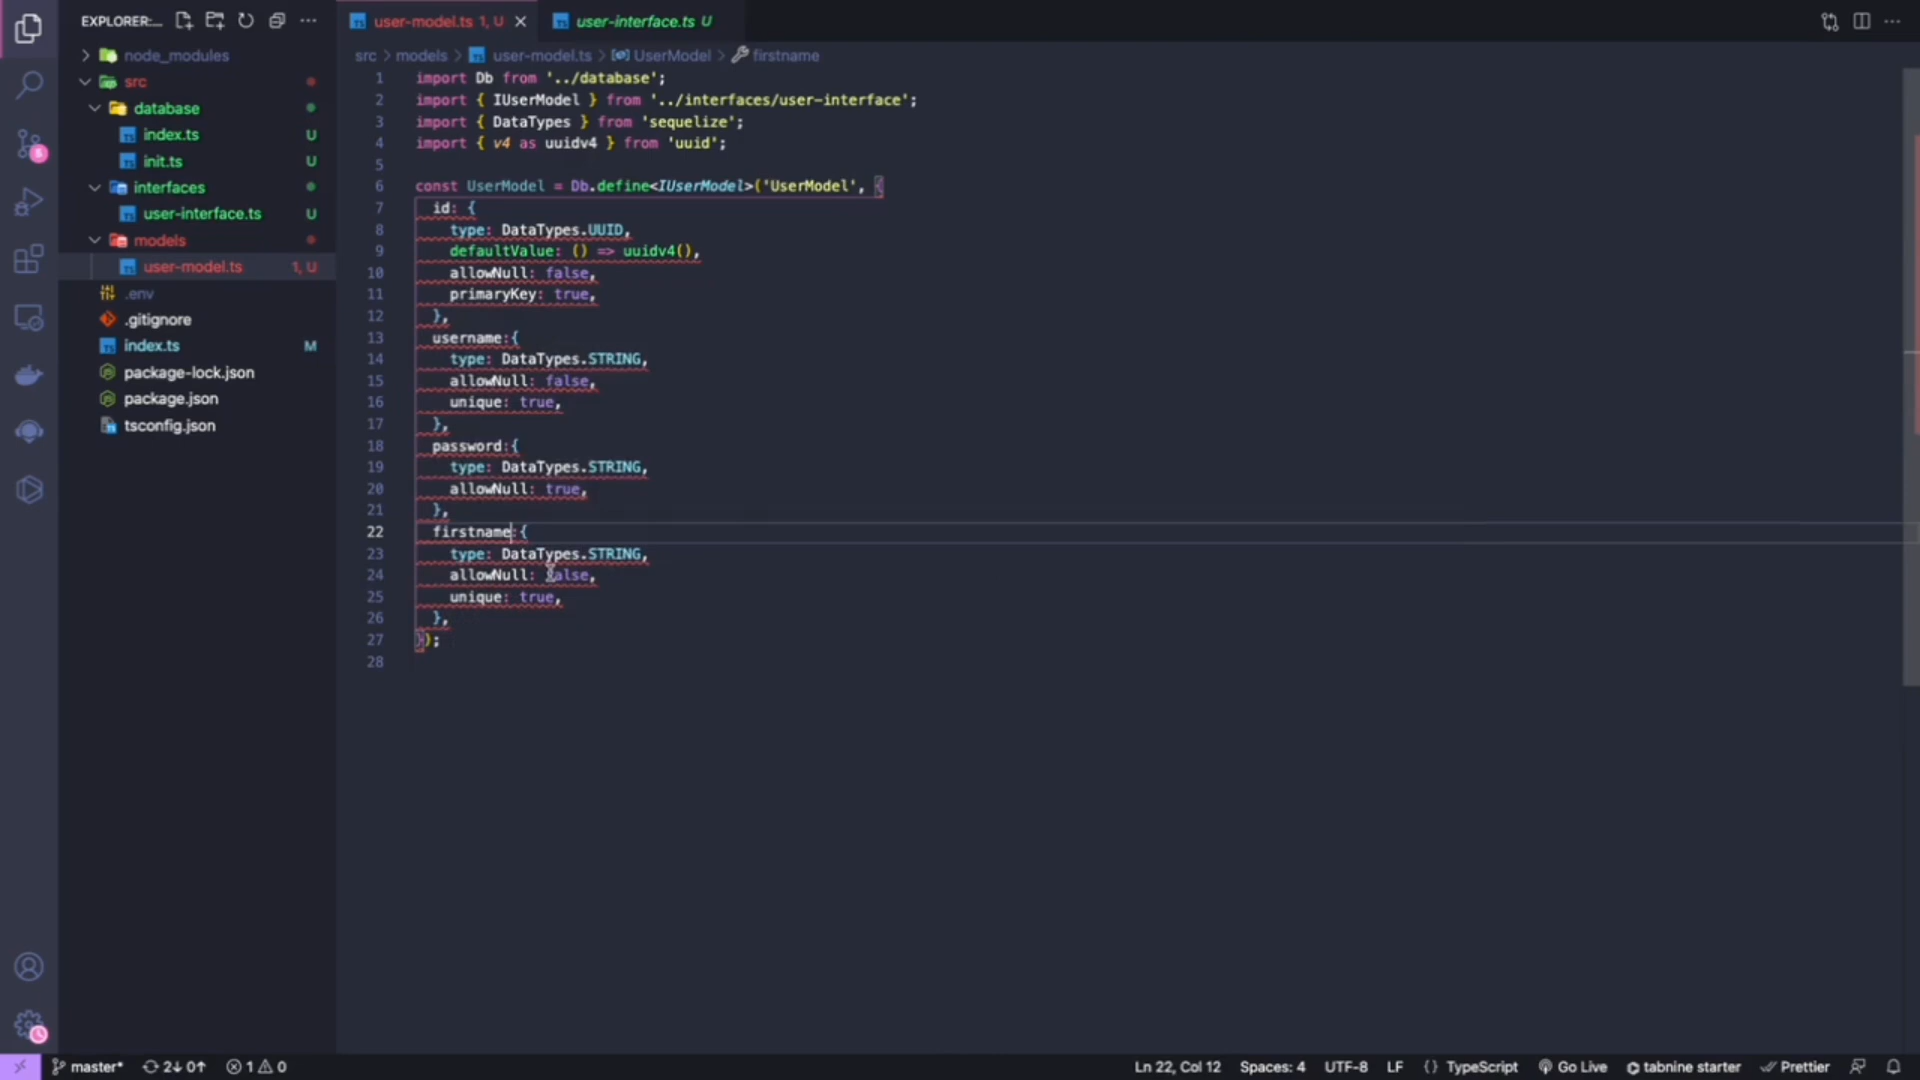 EXPLORER:... ...
node_modules
src
database
index.ts U
init.ts U
interfaces
user-interface.ts U
models
user-model.ts 1, U
.env
.gitignore
index.ts M
package-lock.json
package.json
tsconfig.json
user-model.ts 1, U
user-interface.ts U
src > models > user-model.ts > UserModel > firstname
1 import Db from '../database';
2 import { IUserModel } from '../interfaces/user-interface';
3 import { DataTypes } from 'sequelize';
4 import { v4 as uuidv4 } from 'uuid';
5
6 const UserModel = Db.define<IUserModel>('UserModel', {
7 id: {
8 type: DataTypes.UUID,
9 defaultValue: () => uuidv4(),
10 allowNull: false,
11 primaryKey: true,
12 },
13 username:{
14 type: DataTypes.STRING,
15 allowNull: false,
16 unique: true,
17 },
18 password:{
19 type: DataTypes.STRING,
20 allowNull: true,
21 },
22 firstname:{
23 type: DataTypes.STRING,
24 allowNull: false,
25 unique: true,
26 },
27 });
28
master* 2↓ 0↑ 1 0 Ln 22, Col 12 Spaces: 4 UTF-8 LF {} TypeScript Go Live tabnine starter Prettier